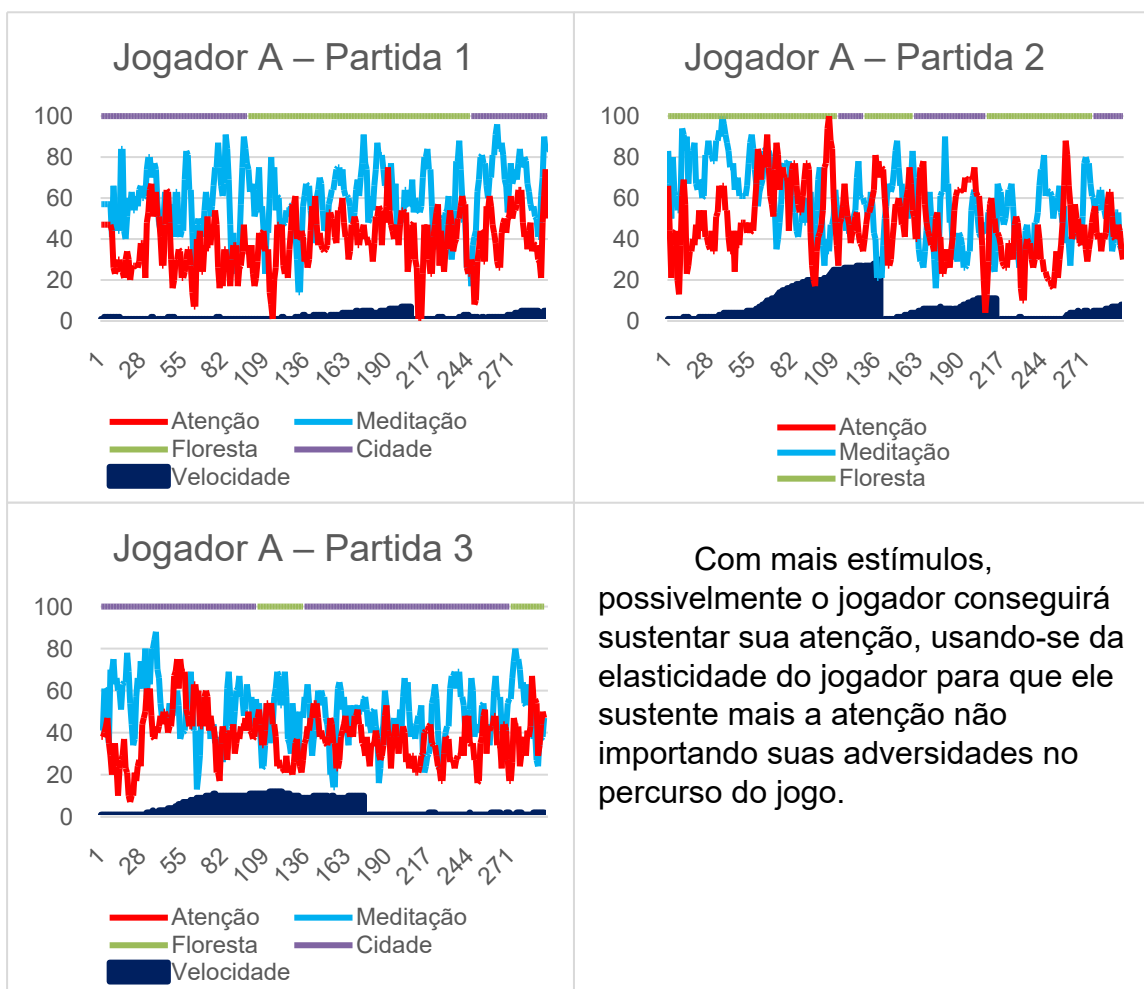 Jogador A – Partida 1
100
80
60
40
20
0
1 28 55 82 109 136 163 190 217 244 271
Atenção Meditação
Floresta Cidade
Velocidade
Jogador A – Partida 2
100
80
60
40
20
0
1 28 55 82 109 136 163 190 217 244 271
Atenção
Meditação
Floresta
Jogador A – Partida 3
100
80
60
40
20
0
1 28 55 82 109 136 163 190 217 244 271
Atenção Meditação
Floresta Cidade
Velocidade
Com mais estímulos,
possivelmente o jogador conseguirá
sustentar sua atenção, usando-se da
elasticidade do jogador para que ele
sustente mais a atenção não
importando suas adversidades no
percurso do jogo.